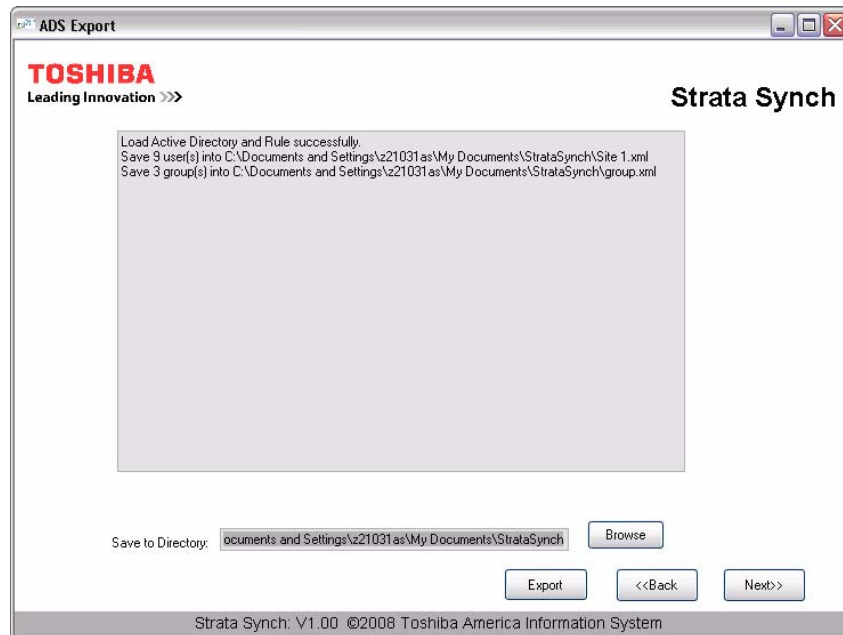 ADS Export
TOSHIBA
Leading Innovation >>>
Strata Synch
Load Active Directory and Rule successfully.
Save 9 user(s) into C:\Documents and Settings\z21031as\My Documents\StrataSynch\Site 1.xml
Save 3 group(s) into C:\Documents and Settings\z21031as\My Documents\StrataSynch\group.xml
Save to Directory: ocuments and Settings\z21031as\My Documents\StrataSynch Browse
Export <<Back Next>>
Strata Synch: V1.00 ©2008 Toshiba America Information System